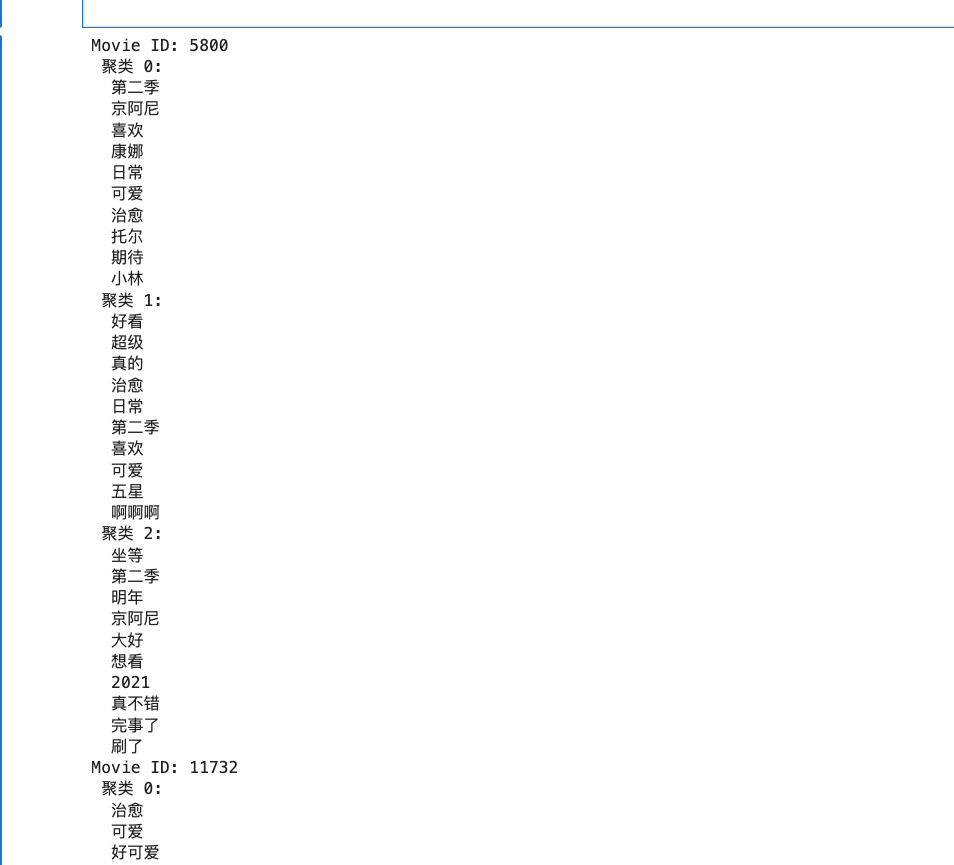 Movie ID: 5800
聚类 0:
第二季
京阿尼
喜欢
康娜
日常
可爱
治愈
托尔
期待
小林
聚类 1:
好看
超级
真的
治愈
日常
第二季
喜欢
可爱
五星
啊啊啊
聚类 2:
坐等
第二季
明年
京阿尼
大好
想看
2021
真不错
完事了
刷了
Movie ID: 11732
聚类 0:
治愈
可爱
好可爱